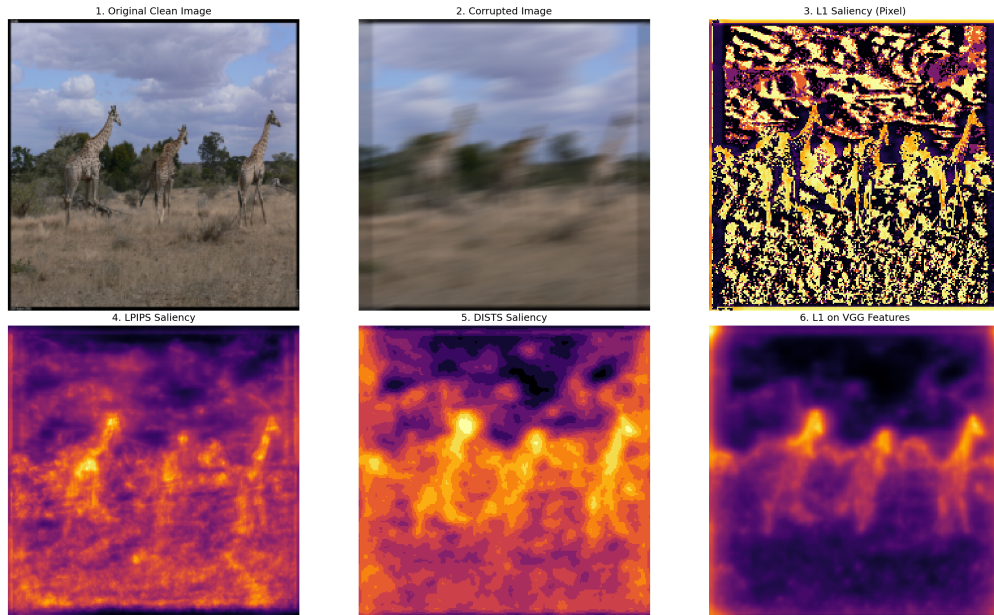 1. Original Clean Image
2. Corrupted Image
3. L1 Saliency (Pixel)
4. LPIPS Saliency
5. DISTS Saliency
6. L1 on VGG Features